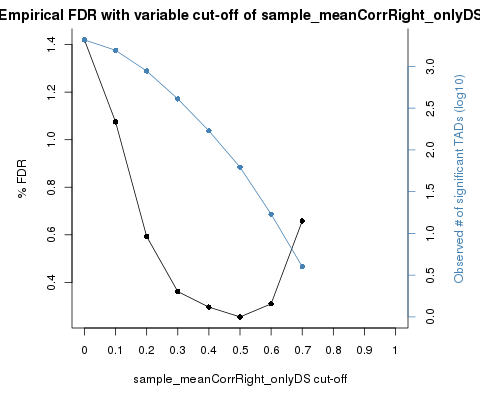 Empirical FDR with variable cut-off of sample_meanCorrRight_onlyDS
% FDR
1.4
1.2
1.0
0.8
0.6
0.4
3.0
2.5
2.0
1.5
1.0
0.5
0.0
Observed # of significant TADs (log10)
0 0.1 0.2 0.3 0.4 0.5 0.6 0.7 0.8 0.9 1
sample_meanCorrRight_onlyDS cut-off